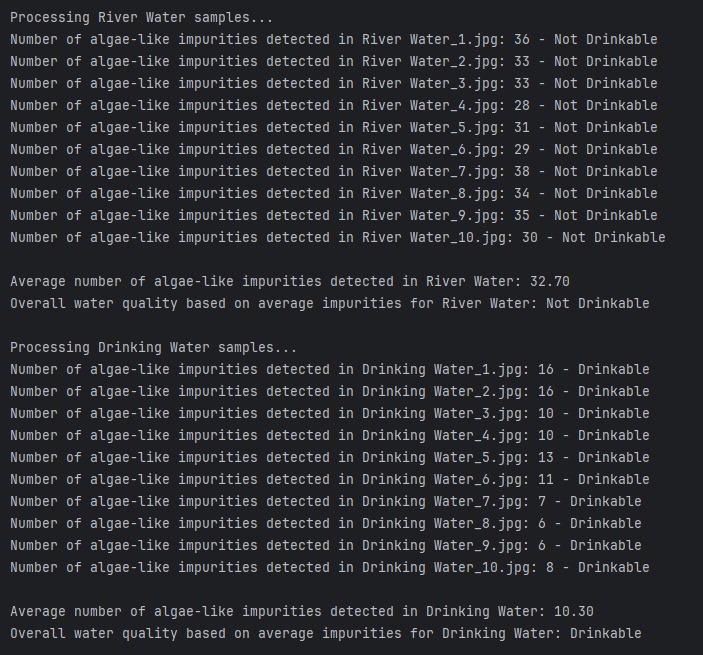 Processing River Water samples...
Number of algae-like impurities detected in River Water_1.jpg: 36 - Not Drinkable
Number of algae-like impurities detected in River Water_2.jpg: 33 - Not Drinkable
Number of algae-like impurities detected in River Water_3.jpg: 33 - Not Drinkable
Number of algae-like impurities detected in River Water_4.jpg: 28 - Not Drinkable
Number of algae-like impurities detected in River Water_5.jpg: 31 - Not Drinkable
Number of algae-like impurities detected in River Water_6.jpg: 29 - Not Drinkable
Number of algae-like impurities detected in River Water_7.jpg: 38 - Not Drinkable
Number of algae-like impurities detected in River Water_8.jpg: 34 - Not Drinkable
Number of algae-like impurities detected in River Water_9.jpg: 35 - Not Drinkable
Number of algae-like impurities detected in River Water_10.jpg: 30 - Not Drinkable
Average number of algae-like impurities detected in River Water: 32.70
Overall water quality based on average impurities for River Water: Not Drinkable
Processing Drinking Water samples...
Number of algae-like impurities detected in Drinking Water_1.jpg: 16 - Drinkable
Number of algae-like impurities detected in Drinking Water_2.jpg: 16 - Drinkable
Number of algae-like impurities detected in Drinking Water_3.jpg: 10 - Drinkable
Number of algae-like impurities detected in Drinking Water_4.jpg: 10 - Drinkable
Number of algae-like impurities detected in Drinking Water_5.jpg: 13 - Drinkable
Number of algae-like impurities detected in Drinking Water_6.jpg: 11 - Drinkable
Number of algae-like impurities detected in Drinking Water_7.jpg: 7 - Drinkable
Number of algae-like impurities detected in Drinking Water_8.jpg: 6 - Drinkable
Number of algae-like impurities detected in Drinking Water_9.jpg: 6 - Drinkable
Number of algae-like impurities detected in Drinking Water_10.jpg: 8 - Drinkable
Average number of algae-like impurities detected in Drinking Water: 10.30
Overall water quality based on average impurities for Drinking Water: Drinkable